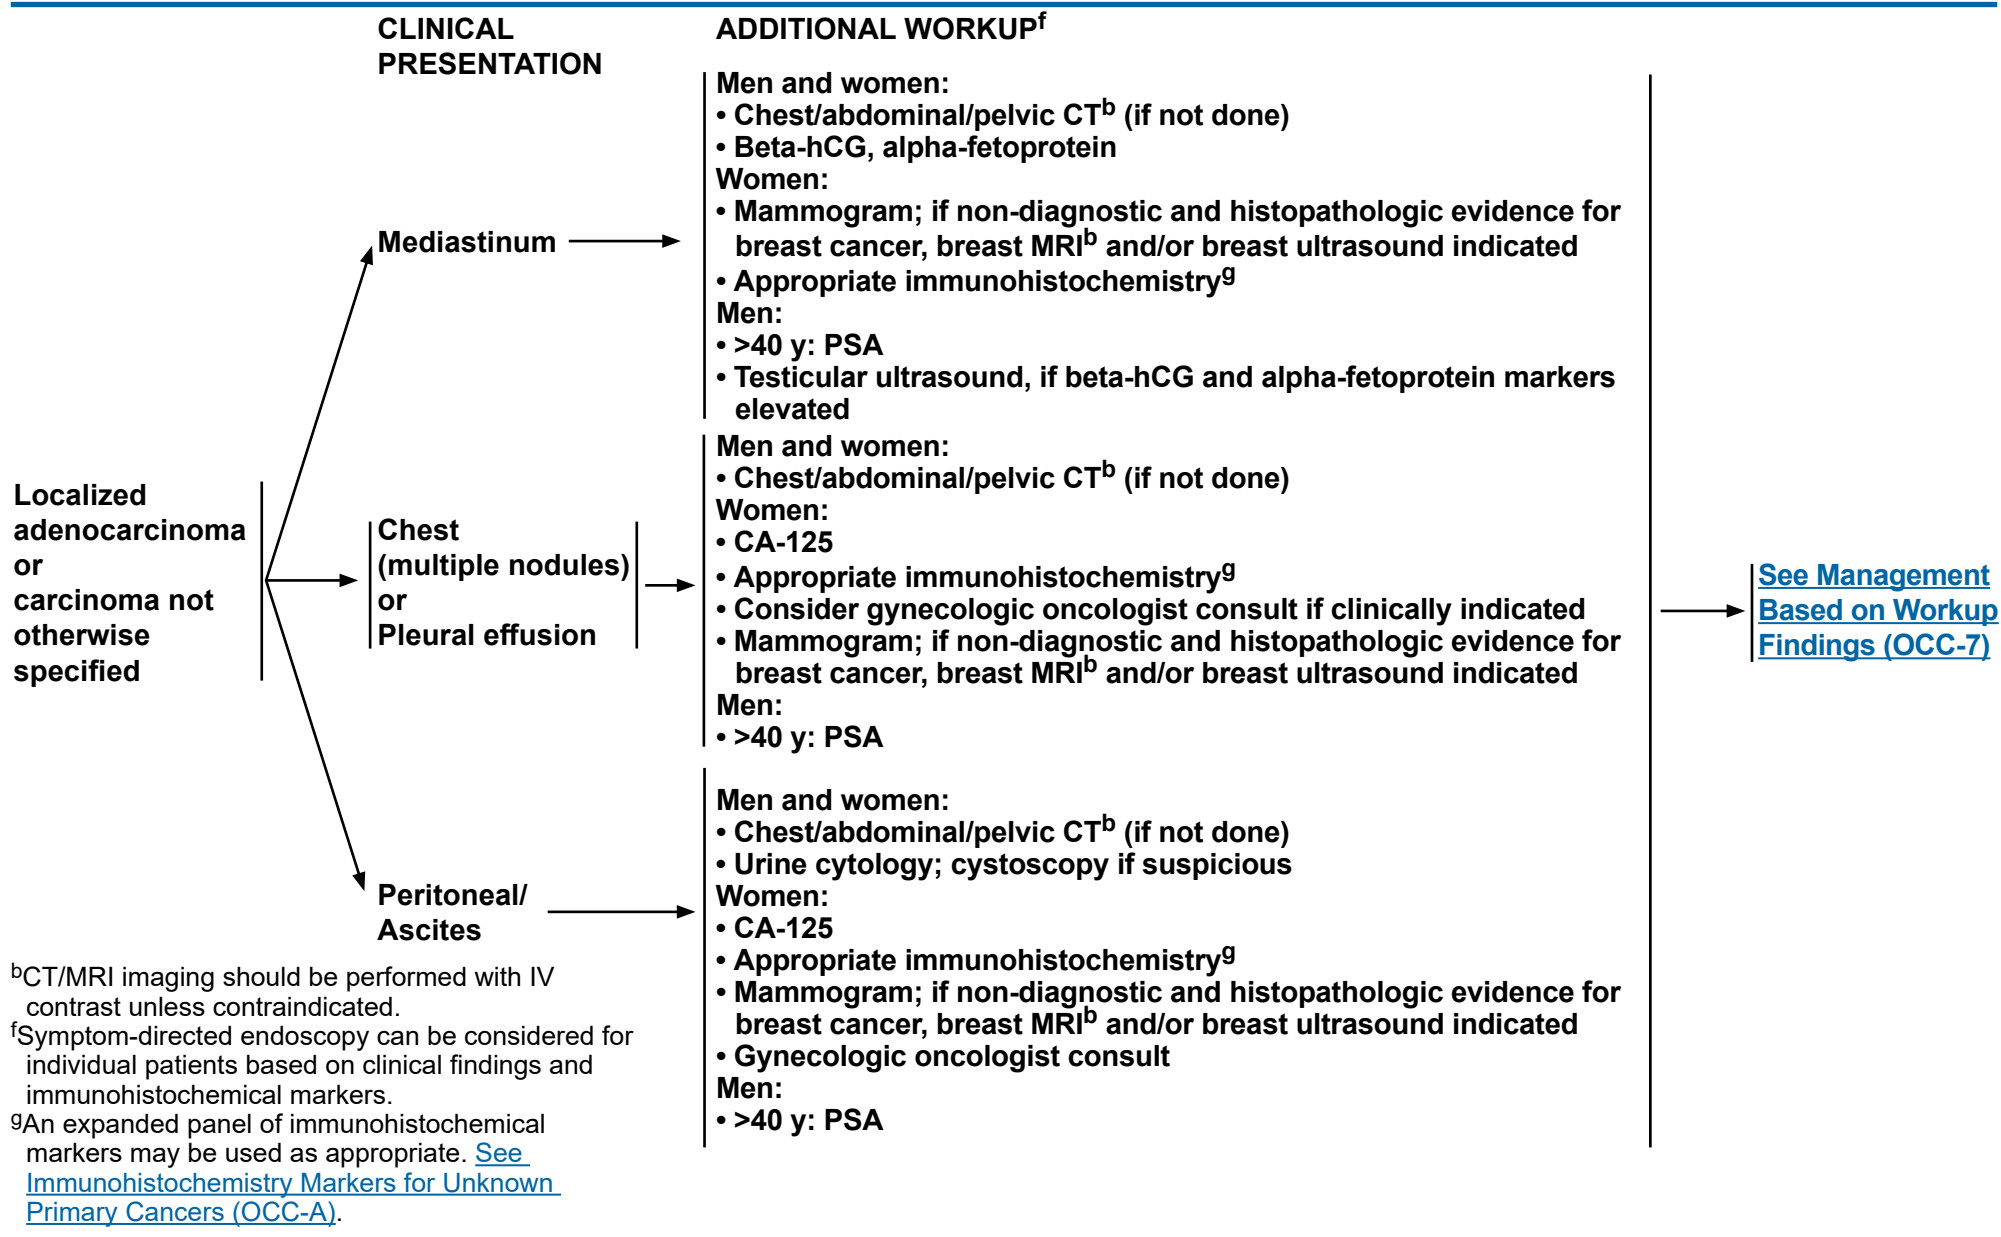 CLINICAL
PRESENTATION
ADDITIONAL WORKUPf
Localized
adenocarcinoma
or
carcinoma not
otherwise
specified
Mediastinum
Men and women:
• Chest/abdominal/pelvic CTb (if not done)
• Beta-hCG, alpha-fetoprotein
Women:
• Mammogram; if non-diagnostic and histopathologic evidence for
breast cancer, breast MRIb and/or breast ultrasound indicated
• Appropriate immunohistochemistryg
Men:
• >40 y: PSA
• Testicular ultrasound, if beta-hCG and alpha-fetoprotein markers
elevated
Chest
(multiple nodules)
or
Pleural effusion
Men and women:
• Chest/abdominal/pelvic CTb (if not done)
Women:
• CA-125
• Appropriate immunohistochemistryg
• Consider gynecologic oncologist consult if clinically indicated
• Mammogram; if non-diagnostic and histopathologic evidence for
breast cancer, breast MRIb and/or breast ultrasound indicated
Men:
• >40 y: PSA
Peritoneal/
Ascites
Men and women:
• Chest/abdominal/pelvic CTb (if not done)
• Urine cytology; cystoscopy if suspicious
Women:
• CA-125
• Appropriate immunohistochemistryg
• Mammogram; if non-diagnostic and histopathologic evidence for
breast cancer, breast MRIb and/or breast ultrasound indicated
• Gynecologic oncologist consult
Men:
• >40 y: PSA
See Management
Based on Workup
Findings (OCC-7)
bCT/MRI imaging should be performed with IV
contrast unless contraindicated.
fSymptom-directed endoscopy can be considered for
individual patients based on clinical findings and
immunohistochemical markers.
gAn expanded panel of immunohistochemical
markers may be used as appropriate. See
Immunohistochemistry Markers for Unknown
Primary Cancers (OCC-A).